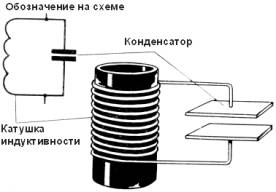 Обозначение на схеме
Конденсатор
Катушка
индуктивности